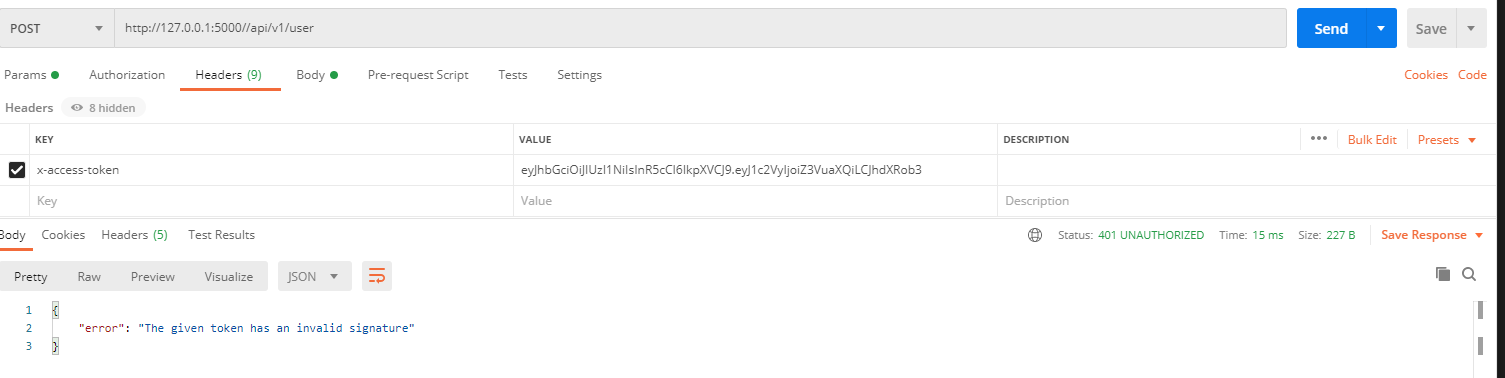 POST http://127.0.0.1:5000//api/v1/user Send Save
Params Authorization Headers (9) Body Pre-request Script Tests Settings Cookies Code
Headers 8 hidden
KEY VALUE DESCRIPTION ••• Bulk Edit Presets
x-access-token eyJhbGciOiJIUzI1NiIsInR5cCI6IkpXVCJ9.eyJ1c2VyIjoiZ3VuaXQiLCJhdXRob3
Key Value Description
Body Cookies Headers (5) Test Results Status: 401 UNAUTHORIZED Time: 15 ms Size: 227 B Save Response
Pretty Raw Preview Visualize JSON
1 {
2 "error": "The given token has an invalid signature"
3 }